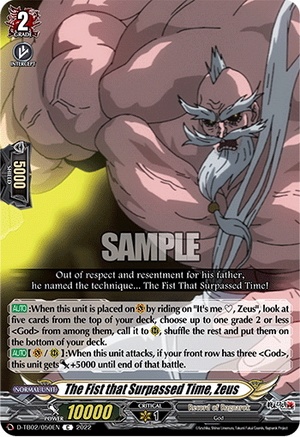 2
GRADE
INTERCEPT
5000
SHIELD
SAMPLE
Out of respect and resentment for his father,
he named the technique... The Fist That Surpassed Time!
AUTO:When this unit is placed on by riding on "It's me ♡, Zeus", look at
five cards from the top of your deck, choose up to one grade 2 or less
<God> from among them, call it to , shuffle the rest and put them on
the bottom of your deck.
AUTO :When this unit attacks, if your front row has three <God>,
this unit gets +5000 until end of that battle.
NORMAL UNIT The Fist that Surpassed Time, Zeus
POWER 10000 CRITICAL 1 Record of Ragnarok
God
D-TB02/050EN C 2022